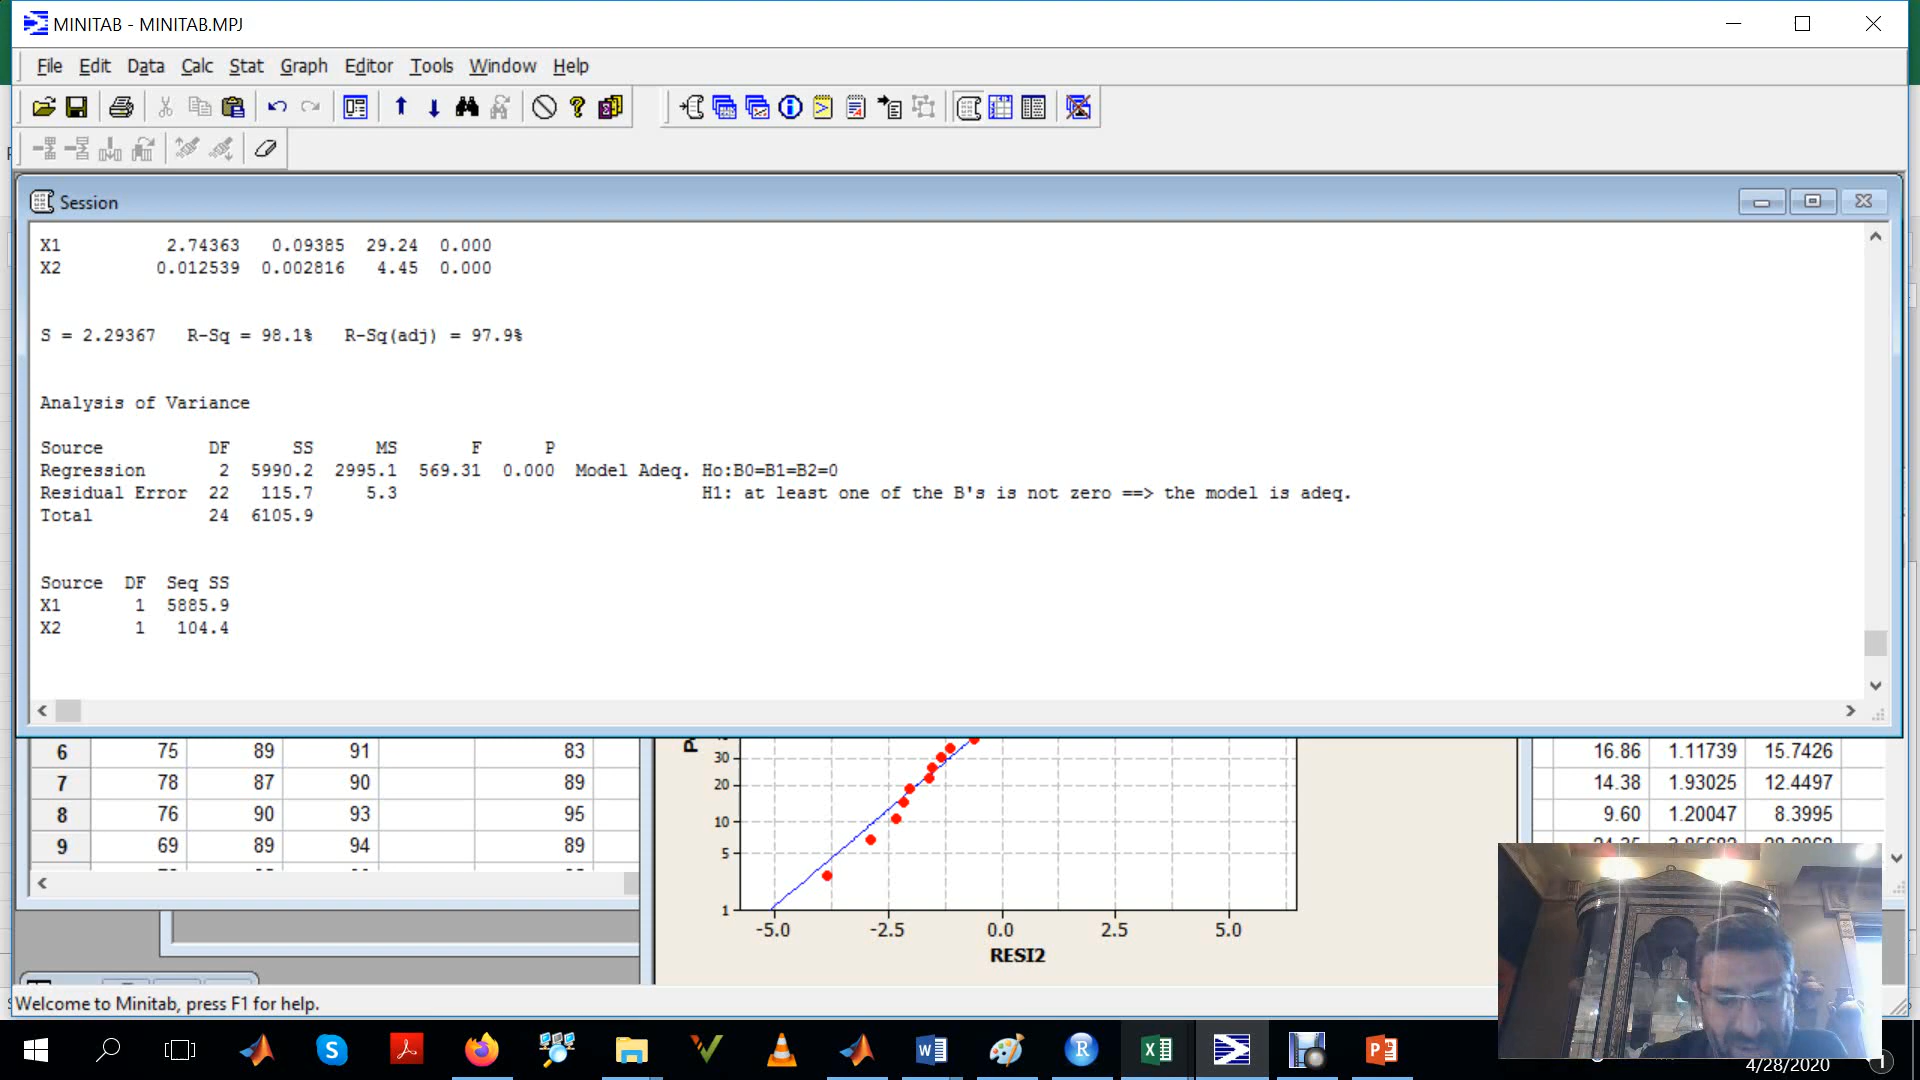 MINITAB - MINITAB.MPJ
File Edit Data Calc Stat Graph Editor Tools Window Help
Session
X1 2.74363 0.09385 29.24 0.000
X2 0.012539 0.002816 4.45 0.000
S = 2.29367 R-Sq = 98.1% R-Sq(adj) = 97.9%
Analysis of Variance
Source DF SS MS F P
Regression 2 5990.2 2995.1 569.31 0.000 Model Adeq. Ho:B0=B1=B2=0
Residual Error 22 115.7 5.3 H1: at least one of the B's is not zero ==> the model is adeq.
Total 24 6105.9
Source DF Seq SS
X1 1 5885.9
X2 1 104.4
6 75 89 91 83
7 78 87 90 89
8 76 90 93 95
9 69 89 94 89
30
20
10
5
1
-5.0 -2.5 0.0 2.5 5.0
RESI2
16.86 1.11739 15.7426
14.38 1.93025 12.4497
9.60 1.20047 8.3995
Welcome to Minitab, press F1 for help.
4/28/2020